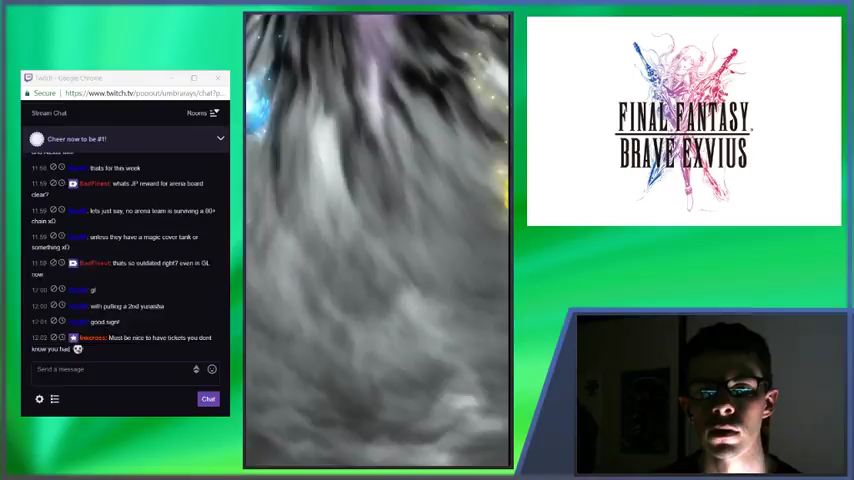 Twitch - Google Chrome
Secure https://www.twitch.tv/popout/umbrarays/chat?p
Stream Chat Rooms
Cheer now to be #1!
11:58 thats for this week
11:59 whats JP reward for arena board
clear?
11:59 lets just say, no arena team is surviving a 80+
chain xD
11:59 unless they have a magic cover tank or
something xD
11:59 thats so outdated right? even in GL
now
12:00 gl
12:00 with pulling a 2nd yuraisha
12:01 good sign!
12:02 Must be nice to have tickets you dont
know you had
Send a message
Chat
FINAL FANTASY
BRAVE EXVIUS